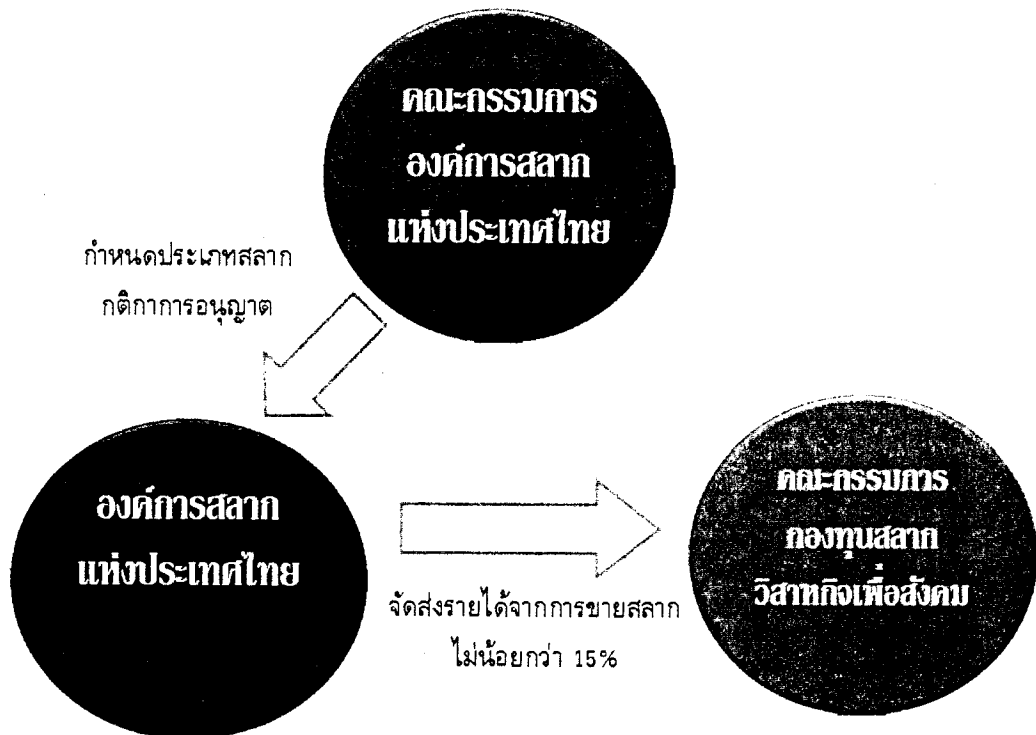 คณะกรรมการ
องค์การสลาก
แห่งประเทศไทย
กำหนดประเภทสลาก
กติกาการอนุญาต
องค์การสลาก
แห่งประเทศไทย
จัดส่งรายได้จากการขายสลาก
ไม่น้อยกว่า 15%
คณะกรรมการ
กองทุนสลาก
วิสาหกิจเพื่อสังคม